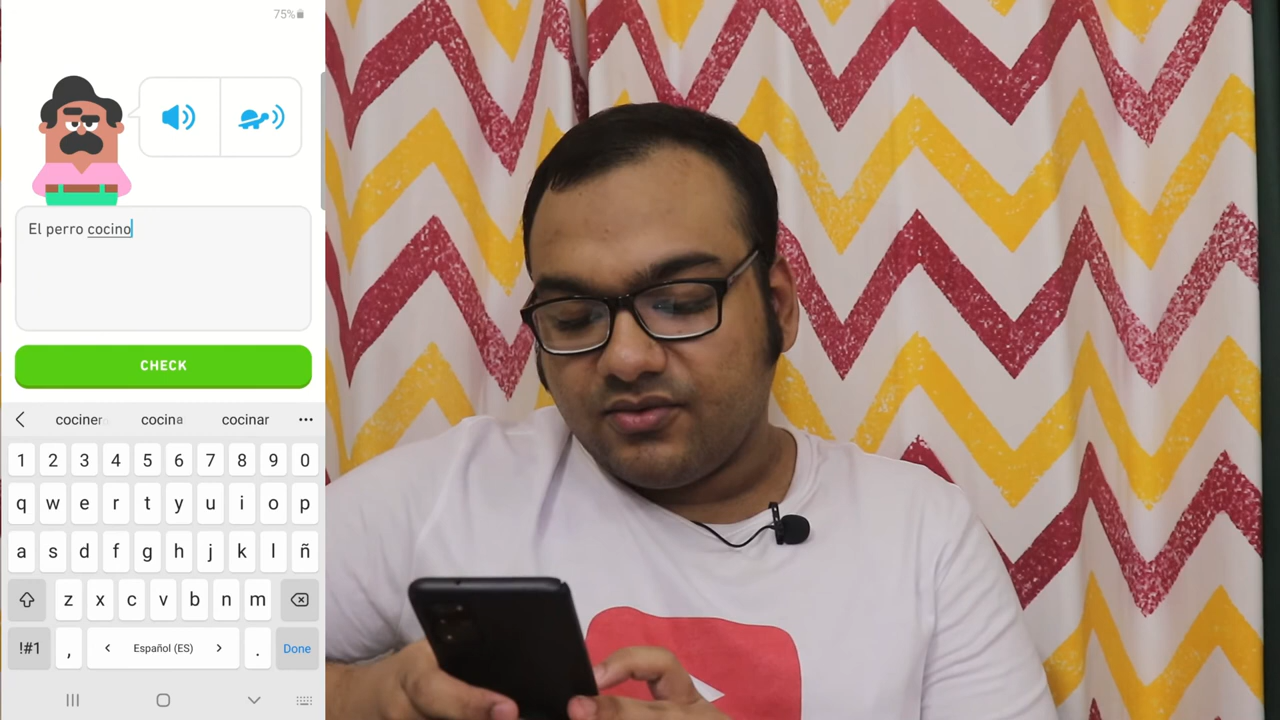 75%
El perro cocino
CHECK
cociner
cocina
cocinar
1 2 3 4 5 6 7 8 9 0
q w e r t y u i o p
a s d f g h j k l ñ
z x c v b n m
!#1 , Español (ES) . Done